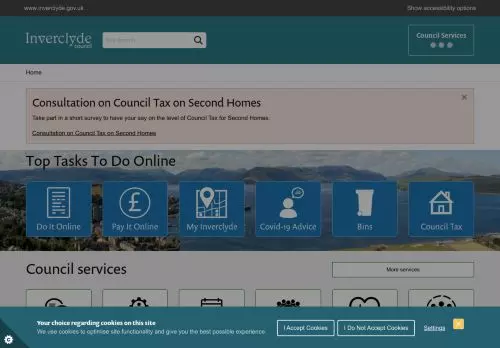 www.inverclyde.gov.uk
Show accessibility options
Inverclyde
council
Council Services
Home
Consultation on Council Tax on Second Homes
×
Take part in a short survey to have your say on the level of Council Tax for Second Homes.
Consultation on Council Tax on Second Homes
Top Tasks To Do Online
Do It Online
Pay It Online
My Inverclyde
Covid-19 Advice
Bins
Council Tax
Council services
More services
Your choice regarding cookies on this site
We use cookies to optimise site functionality and give you the best possible experience.
I Accept Cookies
I Do Not Accept Cookies
Settings